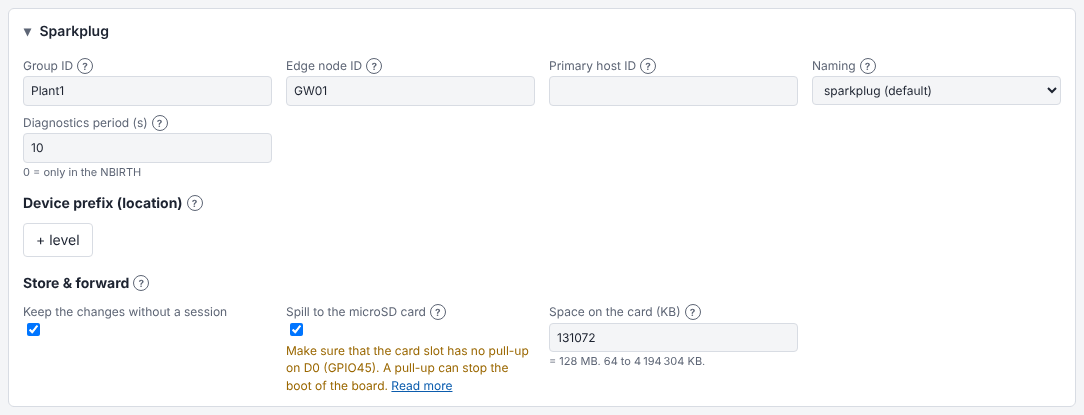 ▼ Sparkplug
Group ID ?
Edge node ID ?
Primary host ID ?
Naming ?
Plant1
GW01
sparkplug (default)
Diagnostics period (s) ?
10
0 = only in the NBIRTH
Device prefix (location) ?
+ level
Store & forward ?
Keep the changes without a session
Spill to the microSD card ?
Space on the card (KB) ?
131072
Make sure that the card slot has no pull-up
on D0 (GPIO45). A pull-up can stop the
boot of the board. Read more
= 128 MB. 64 to 4 194 304 KB.